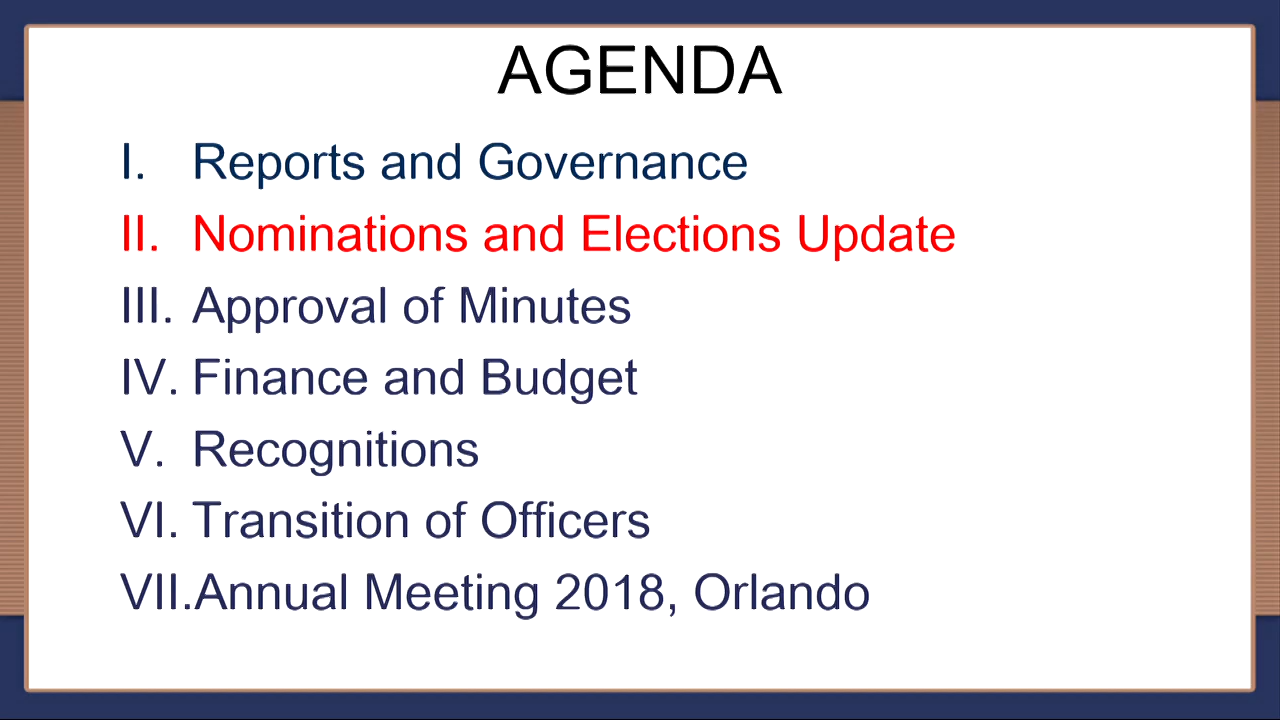 AGENDA
I. Reports and Governance
II. Nominations and Elections Update
III. Approval of Minutes
IV. Finance and Budget
V. Recognitions
VI. Transition of Officers
VII.Annual Meeting 2018, Orlando